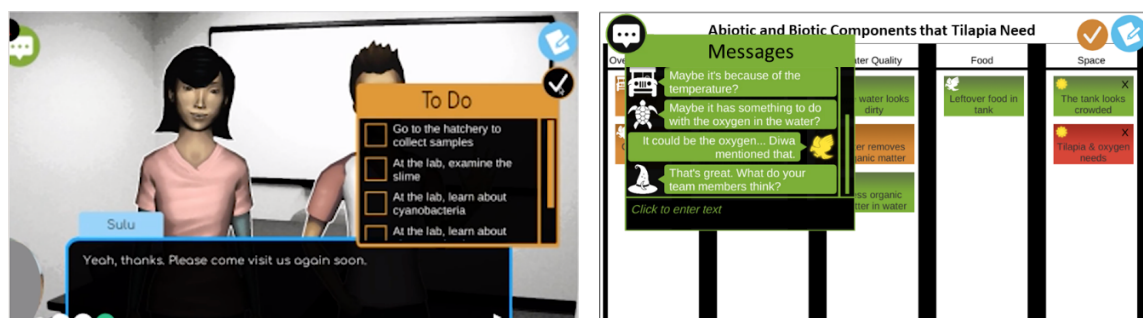 To Do
Go to the hatchery to
collect samples
At the lab, examine the
slime
At the lab, learn about
cyanobacteria
At the lab, learn about
Sulu
Yeah, thanks. Please come visit us again soon.
Abiotic and Biotic Components that Tilapia Need
Messages
Maybe it's because of the
temperature?
Maybe it has something to do
with the oxygen in the water?
It could be the oxygen... Diwa
mentioned that.
That's great. What do your
team members think?
Click to enter text
Quality
water looks
dirty
removes
matter
organic
in water
Food
Leftover food in
tank
Space
X
The tank looks
crowded
X
Tilapia & oxygen
needs